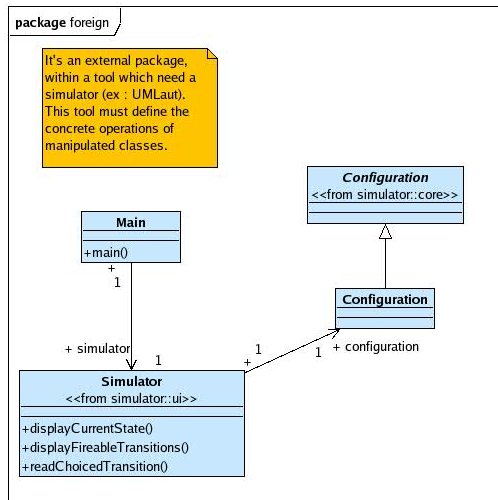 package foreign
It's an external package,
within a tool which need a
simulator (ex : UMLaut).
This tool must define the
concrete operations of
manipulated classes.
Configuration
<<from simulator::core>>
Main
+main()
+
1
Configuration
+ simulator
1
1
+
1
+ configuration
Simulator
<<from simulator::ui>>
+displayCurrentState()
+displayFireableTransitions()
+readChoicedTransition()